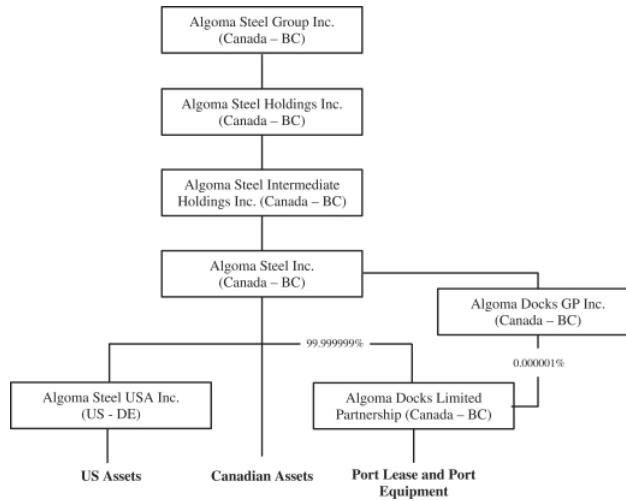 Algoma Steel Group Inc.
(Canada – BC)
Algoma Steel Holdings Inc.
(Canada – BC)
Algoma Steel Intermediate
Holdings Inc. (Canada – BC)
Algoma Steel Inc.
(Canada – BC)
Algoma Docks GP Inc.
(Canada – BC)
99.999999%
0.000001%
Algoma Steel USA Inc.
(US - DE)
Algoma Docks Limited
Partnership (Canada – BC)
US Assets
Canadian Assets
Port Lease and Port
Equipment